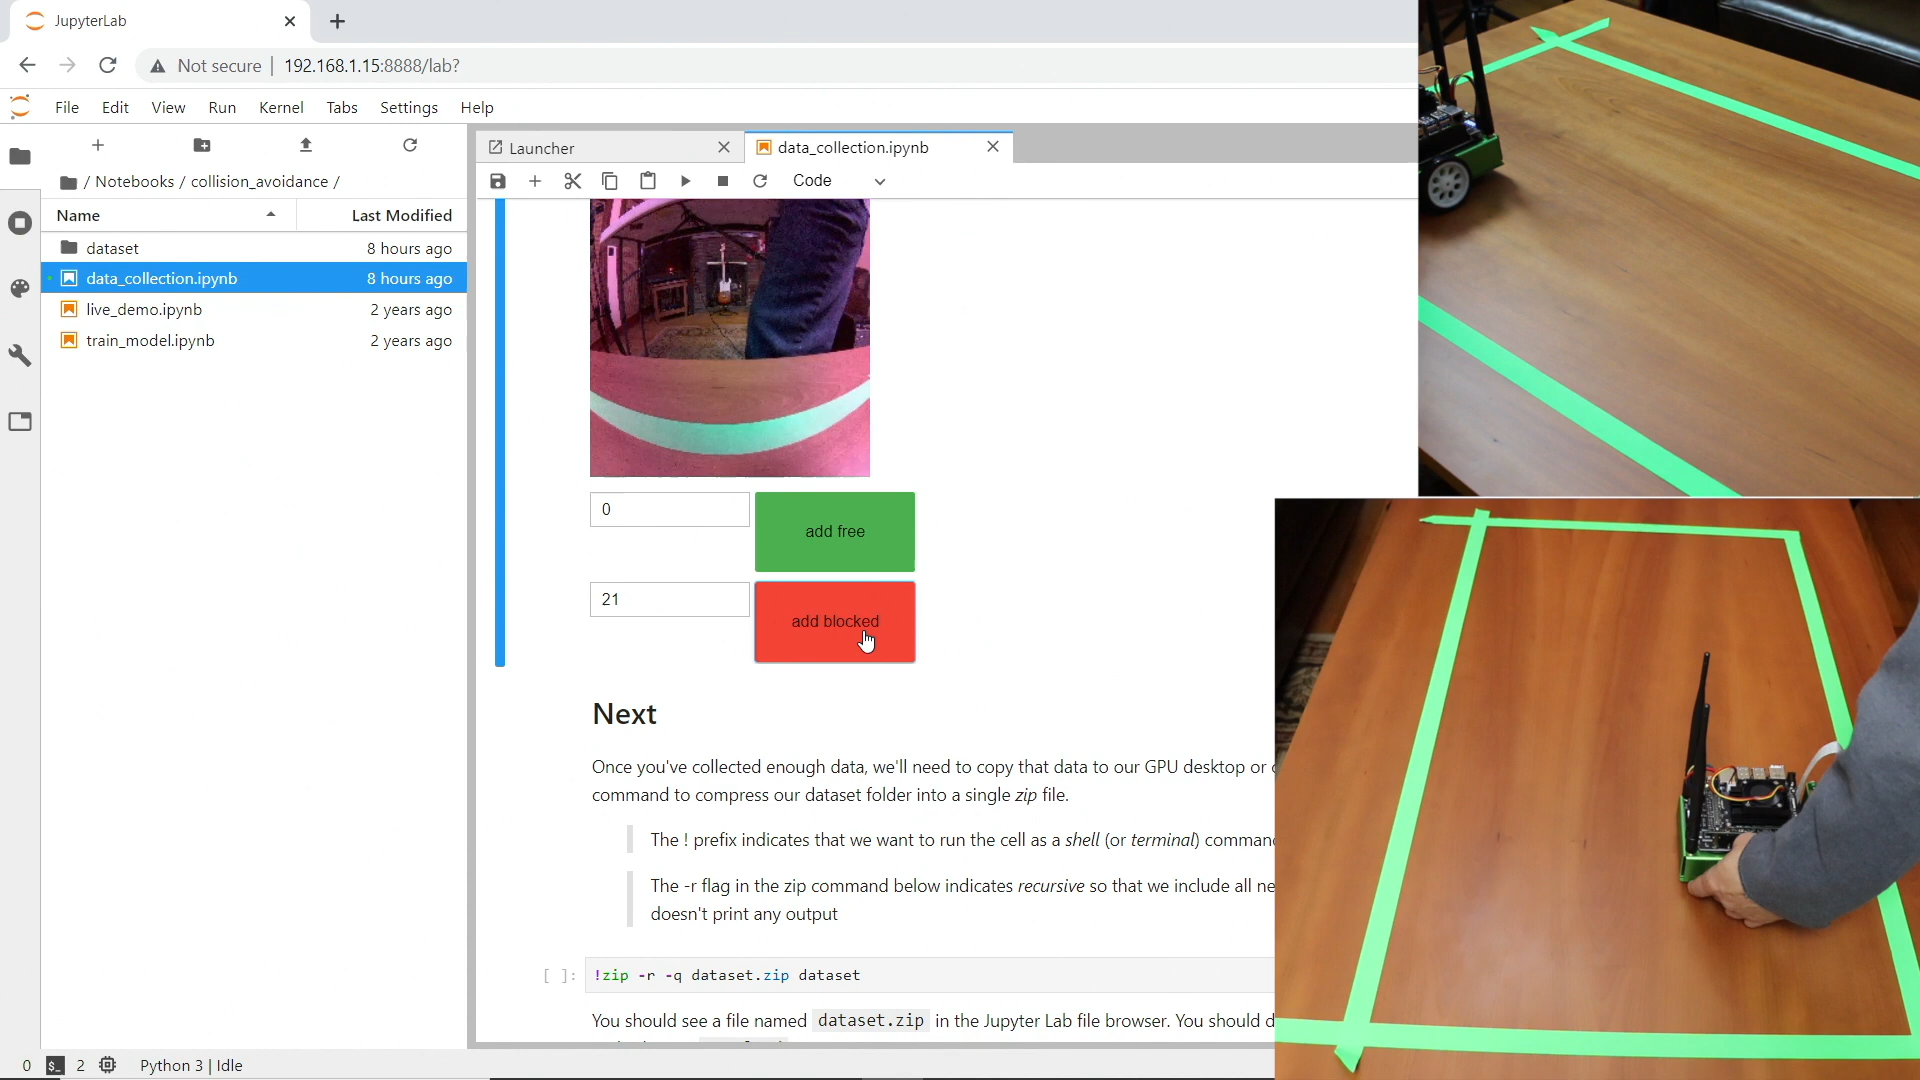 JupyterLab
Not secure | 192.168.1.15:8888/lab?
File Edit View Run Kernel Tabs Settings Help
/ Notebooks / collision_avoidance /
Name Last Modified
dataset 8 hours ago
data_collection.ipynb 8 hours ago
live_demo.ipynb 2 years ago
train_model.ipynb 2 years ago
Launcher
data_collection.ipynb
Code
0
add free
21
add blocked
Next
Once you've collected enough data, we'll need to copy that data to our GPU desktop or
command to compress our dataset folder into a single zip file.
The ! prefix indicates that we want to run the cell as a shell (or terminal)
The -r flag in the zip command below indicates recursive so that we include all
doesn't print any output
[ ]: !zip -r -q dataset.zip dataset
You should see a file named dataset.zip in the Jupyter Lab file browser. You should
0 $_ 2 Python 3 | Idle